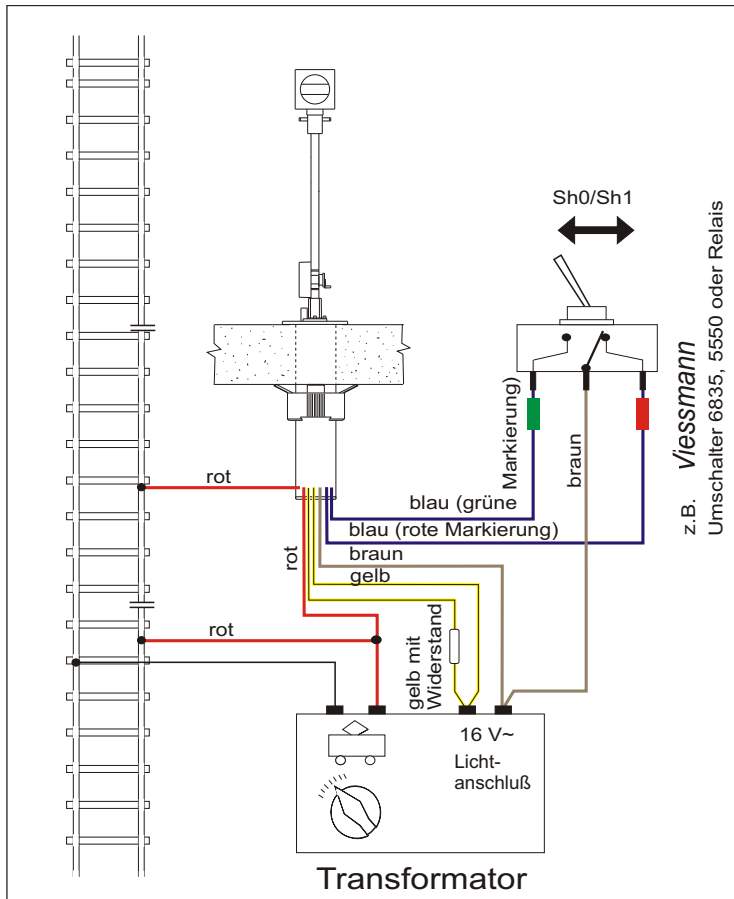 Sh0/Sh1
z.B. Viessmann
Umschalter 6835, 5550 oder Relais
Markierung)
braun
rot
blau (grüne
blau (rote Markierung)
braun
gelb
rot
rot
gelb mit
Widerstand
16 V~
Licht-
anschluß
Transformator